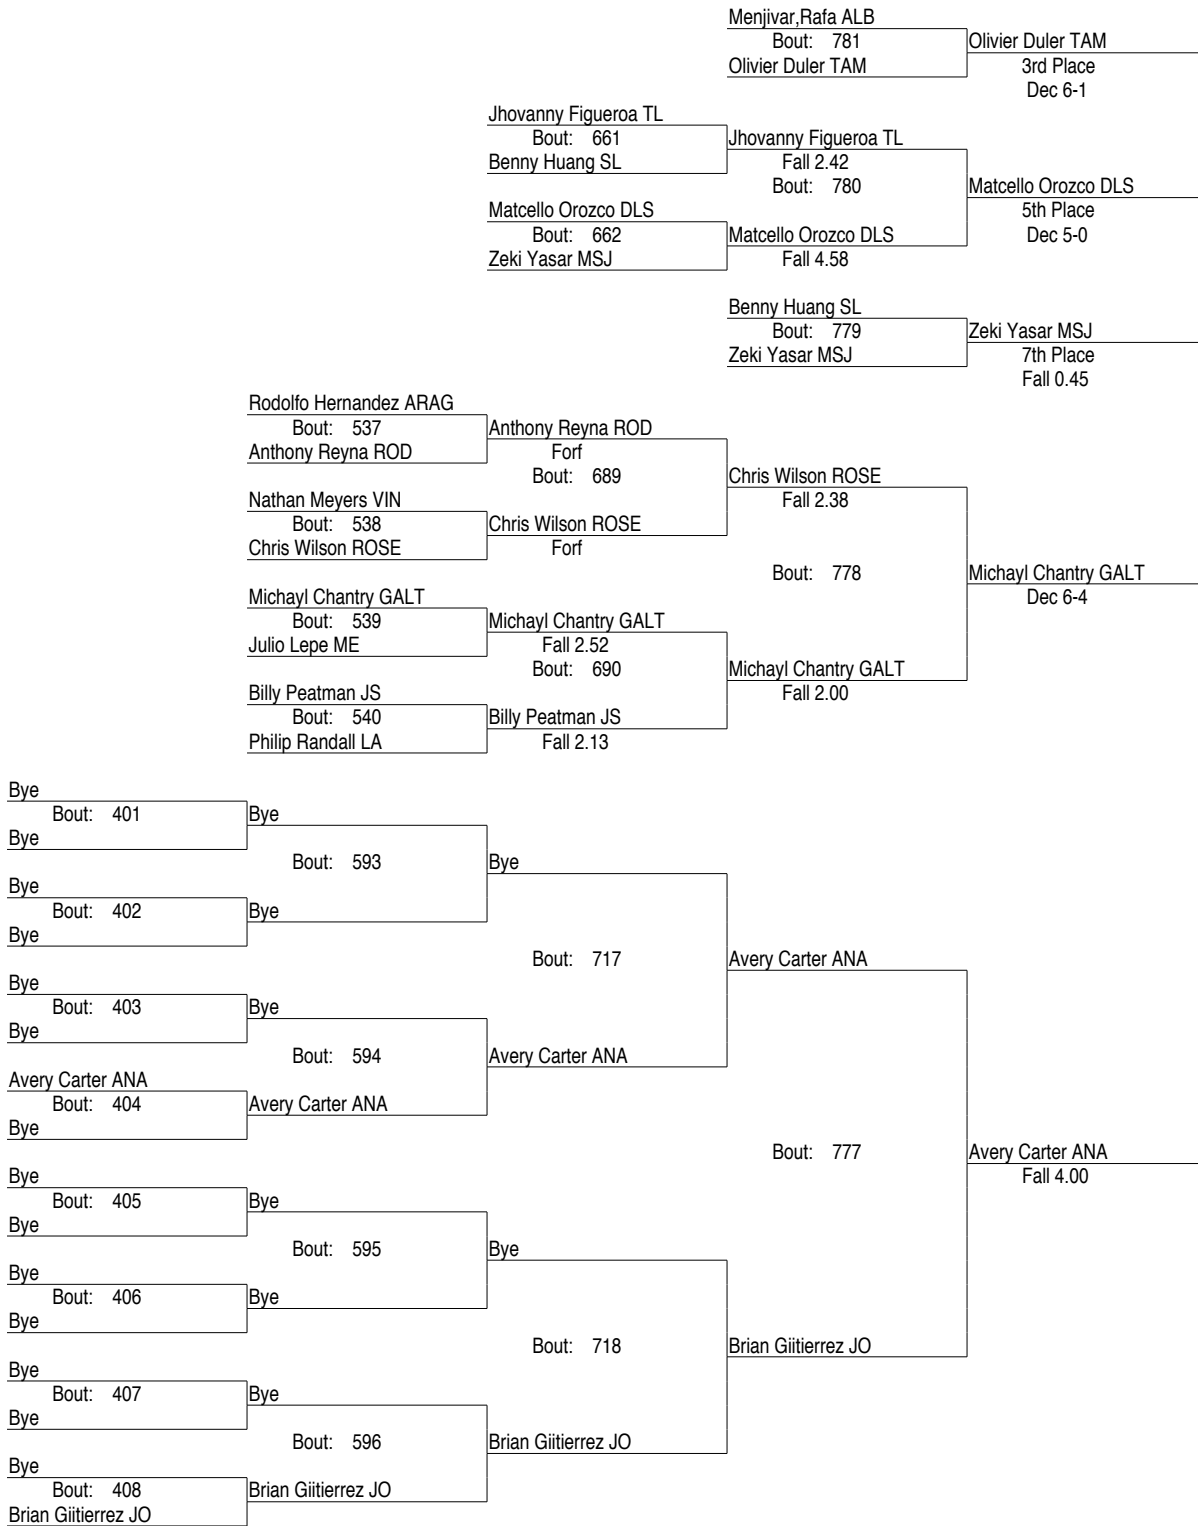 Menjivar,Rafa ALB
Bout: 781
Olivier Duler TAM
Olivier Duler TAM
3rd Place
Dec 6-1
Jhovanny Figueroa TL
Bout: 661
Benny Huang SL
Jhovanny Figueroa TL
Fall 2.42
Bout: 780
Matcello Orozco DLS
5th Place
Dec 5-0
Matcello Orozco DLS
Bout: 662
Zeki Yasar MSJ
Matcello Orozco DLS
Fall 4.58
Benny Huang SL
Bout: 779
Zeki Yasar MSJ
Zeki Yasar MSJ
7th Place
Fall 0.45
Rodolfo Hernandez ARAG
Bout: 537
Anthony Reyna ROD
Anthony Reyna ROD
Forf
Bout: 689
Chris Wilson ROSE
Fall 2.38
Nathan Meyers VIN
Bout: 538
Chris Wilson ROSE
Chris Wilson ROSE
Forf
Bout: 778
Michayl Chantry GALT
Dec 6-4
Michayl Chantry GALT
Bout: 539
Julio Lepe ME
Michayl Chantry GALT
Fall 2.52
Bout: 690
Michayl Chantry GALT
Fall 2.00
Billy Peatman JS
Bout: 540
Philip Randall LA
Billy Peatman JS
Fall 2.13
Bye
Bout: 401
Bye
Bye
Bout: 593
Bye
Bye
Bout: 402
Bye
Bye
Bout: 717
Avery Carter ANA
Bye
Bout: 403
Bye
Bye
Bout: 594
Avery Carter ANA
Avery Carter ANA
Bout: 404
Bye
Avery Carter ANA
Bout: 777
Avery Carter ANA
Fall 4.00
Bye
Bout: 405
Bye
Bye
Bout: 595
Bye
Bye
Bout: 406
Bye
Bye
Bout: 718
Brian Giitierrez JO
Bye
Bout: 407
Bye
Bye
Bout: 596
Brian Giitierrez JO
Bye
Bout: 408
Brian Giitierrez JO
Brian Giitierrez JO